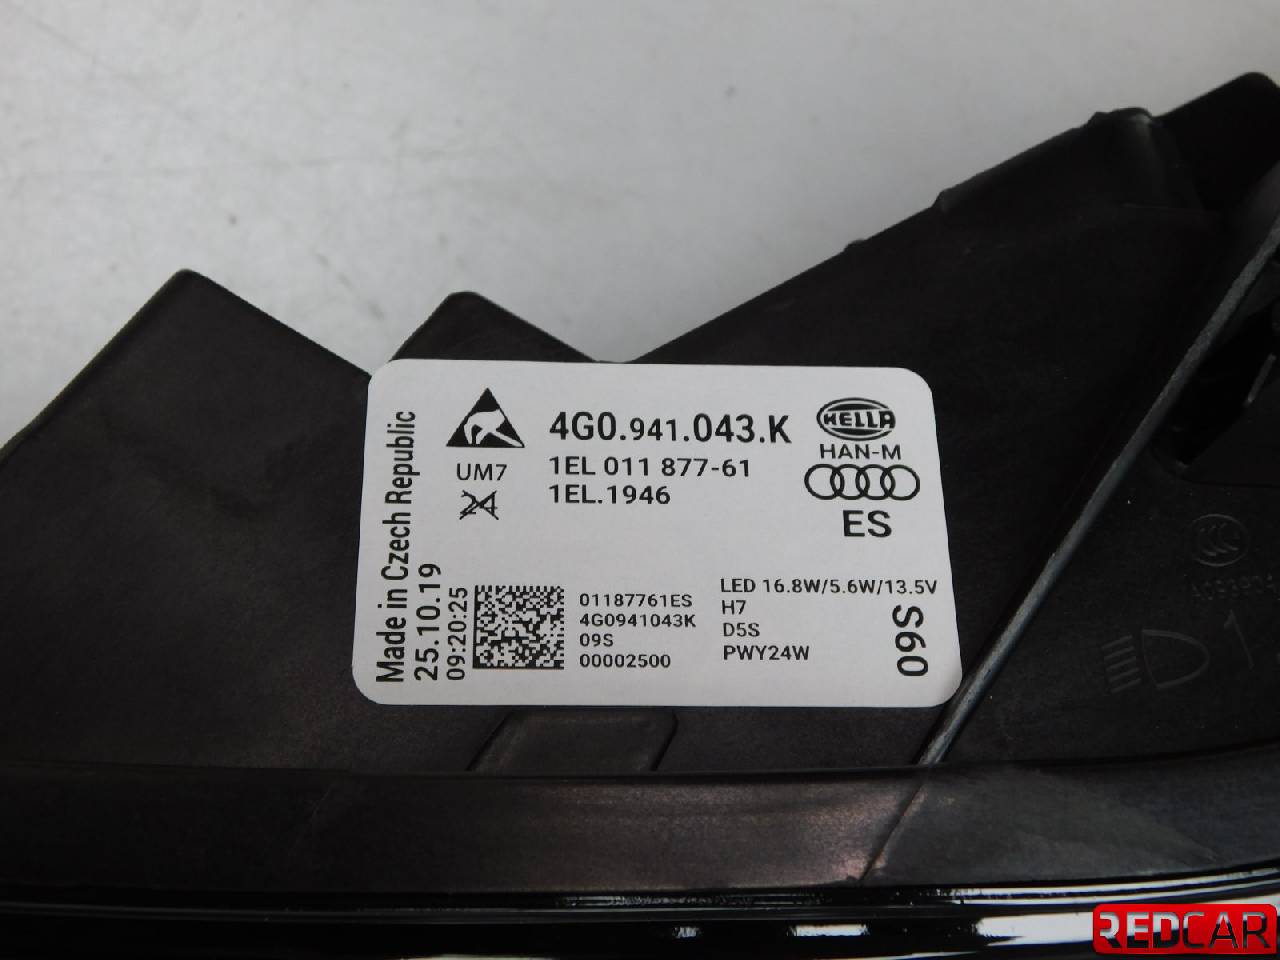 Made in Czech Republic
25.10.19
09:20:25
UM7
24
4G0.941.043.K
1EL 011 877-61
1EL.1946
HELLA
HAN-M
ES
01187761ES
4G0941043K
09S
00002500
LED 16.8W/5.6W/13.5V
H7
D5S
PWY24W
S60
1
REDCAR